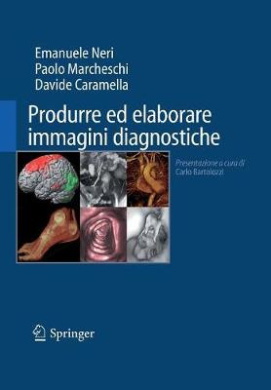 Emanuele Neri
Paolo Marcheschi
Davide Caramella
Produrre ed elaborare
immagini diagnostiche
Presentazione a cura di
Carlo Bartolozzi
Springer